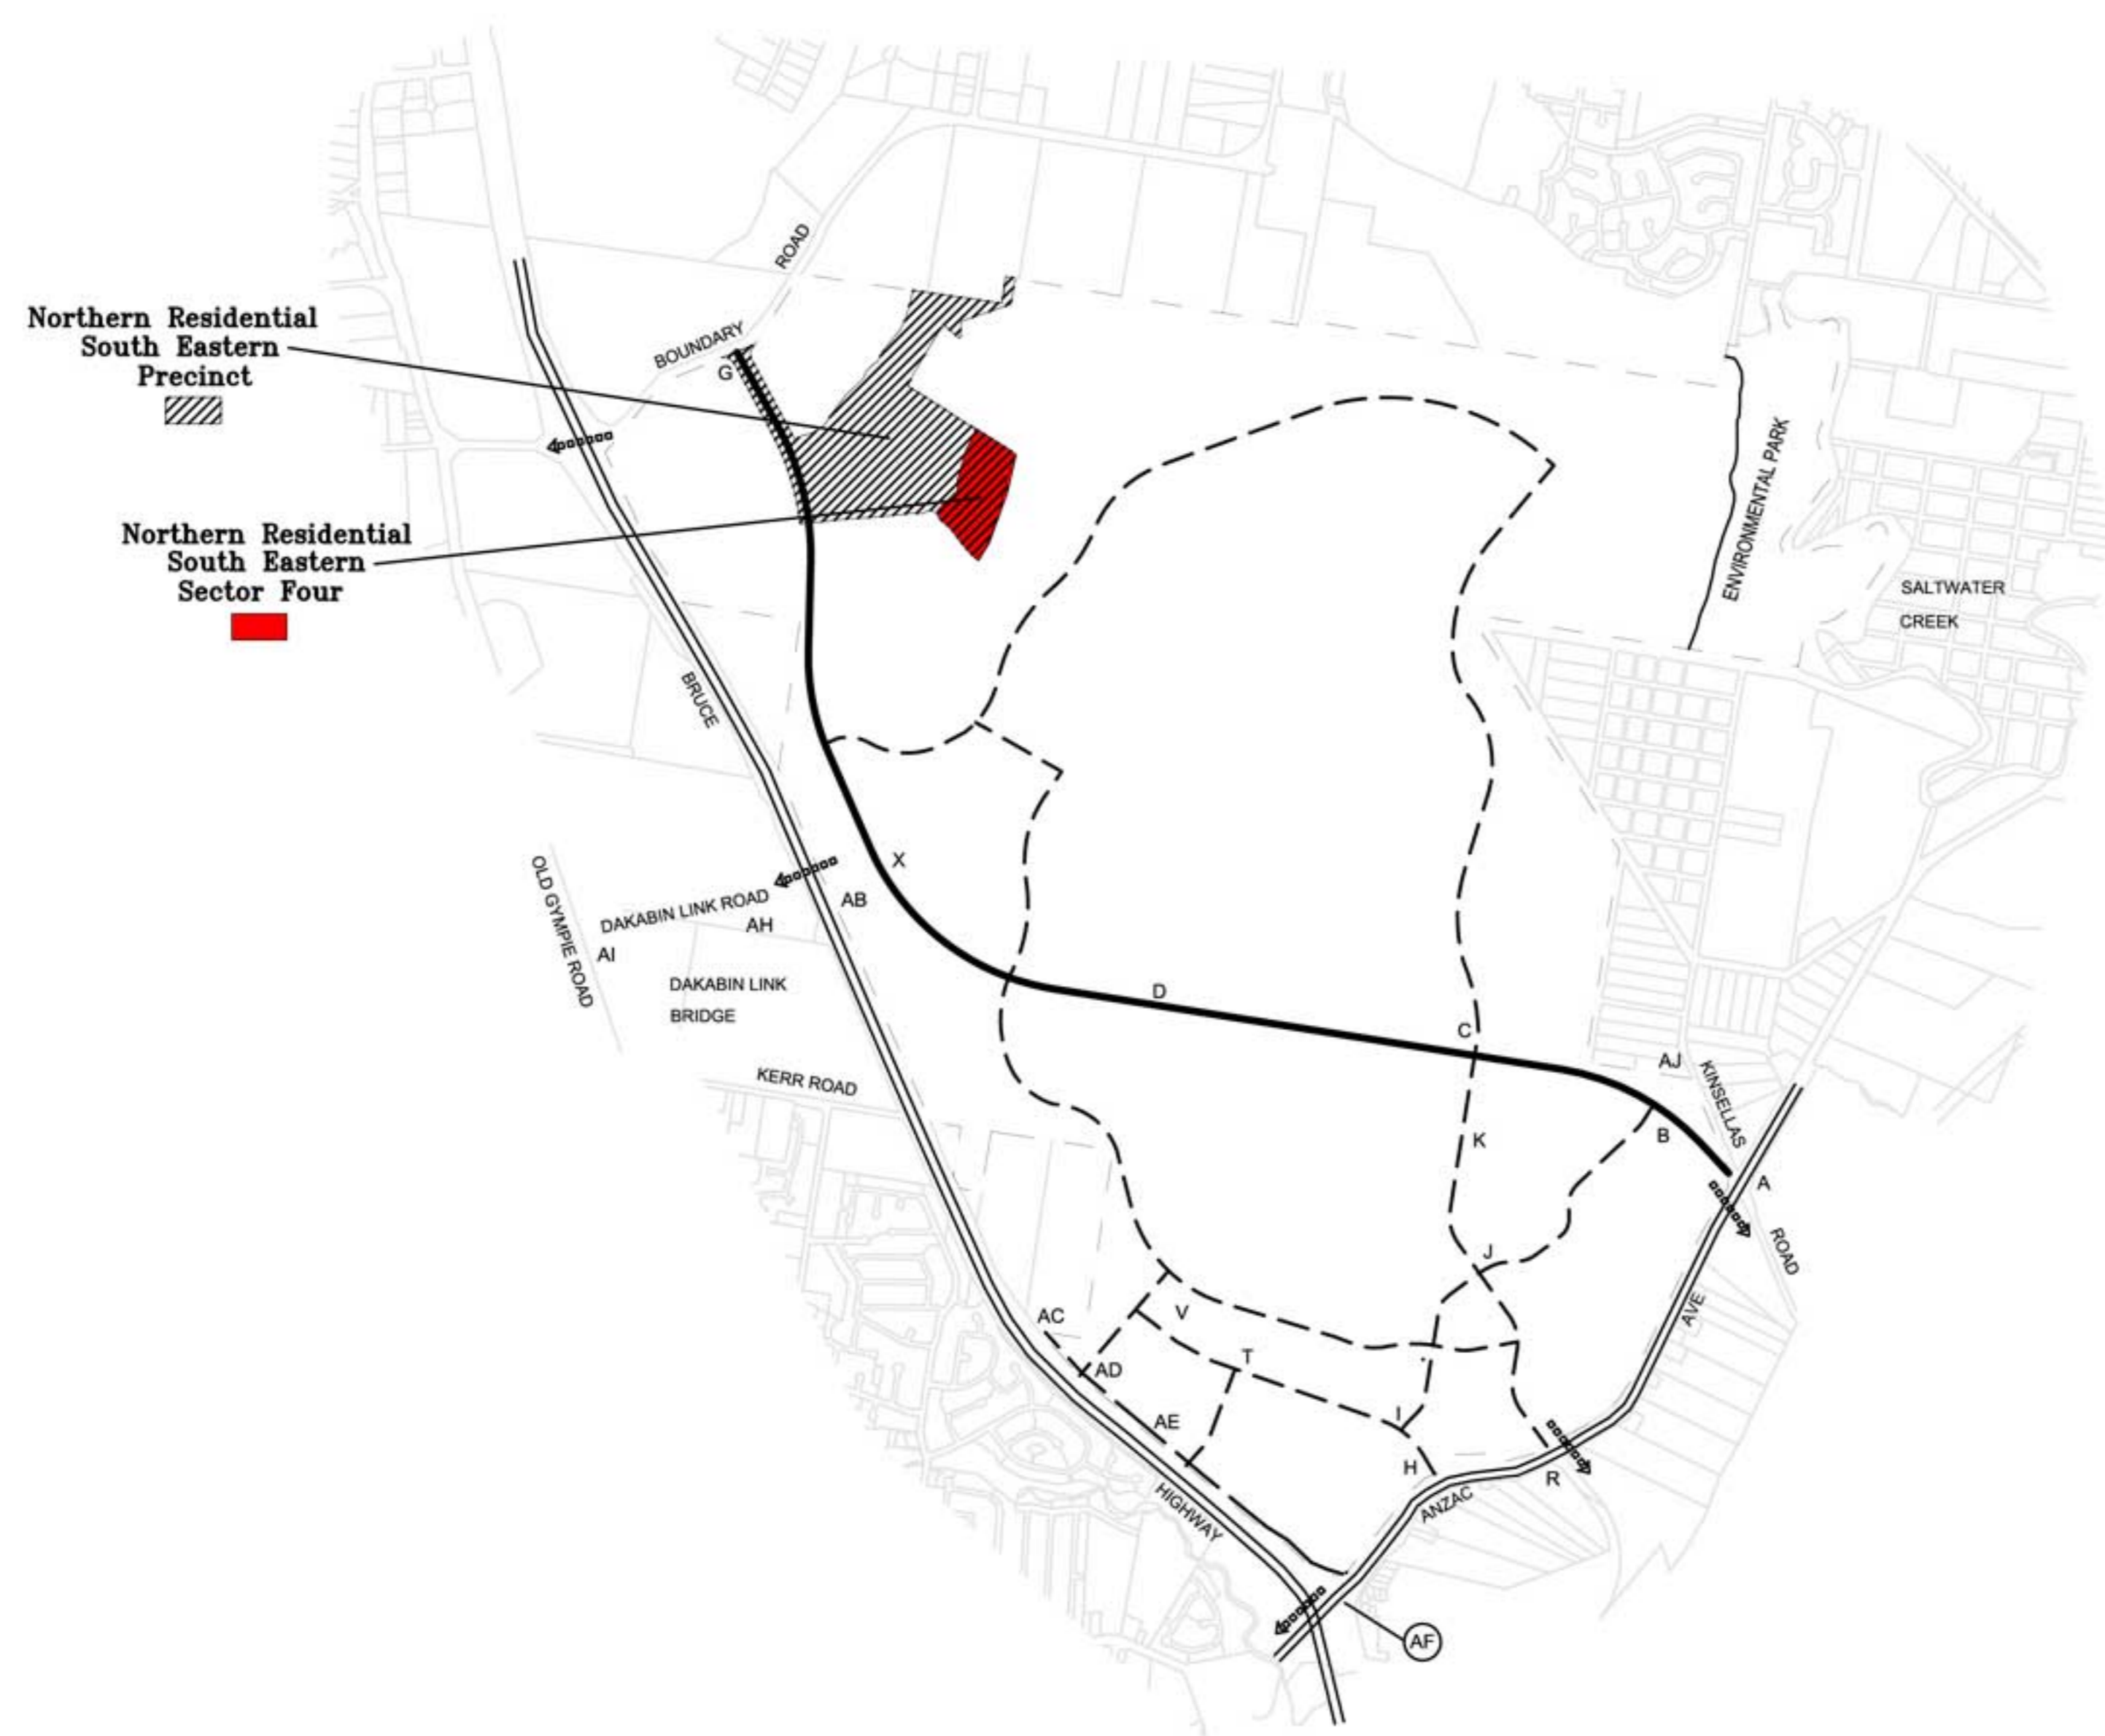 ROAD
Northern Residential
South Eastern
Precinct
BOUNDARY
G
ENVIRONMENTAL PARK
Northern Residential
South Eastern
Sector Four
SALTWATER
CREEK
BRUCE
X
OLD GYMPIE ROAD
DAKABIN LINK ROAD
AB
AH
AI
DAKABIN LINK
BRIDGE
D
C
AJ
KINSELLAS
KERR ROAD
B
K
A
ROAD
J
AVE
AC
V
T
AD
AE
I
H
R
ANZAC
HIGHWAY
AF